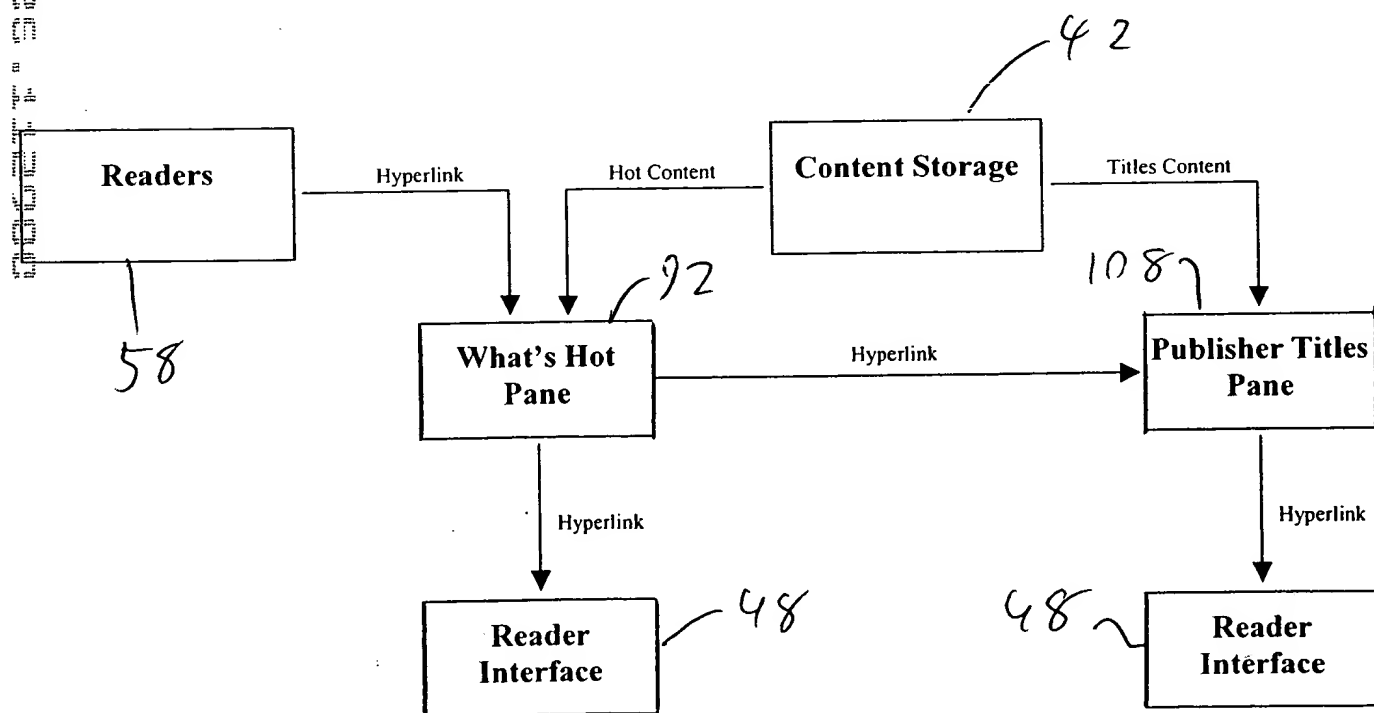 42
Readers
Hyperlink
Hot Content
Content Storage
Titles Content
58
92
108
What's Hot
Pane
Hyperlink
Publisher Titles
Pane
Hyperlink
Hyperlink
Reader
Interface
48
48
Reader
Interface